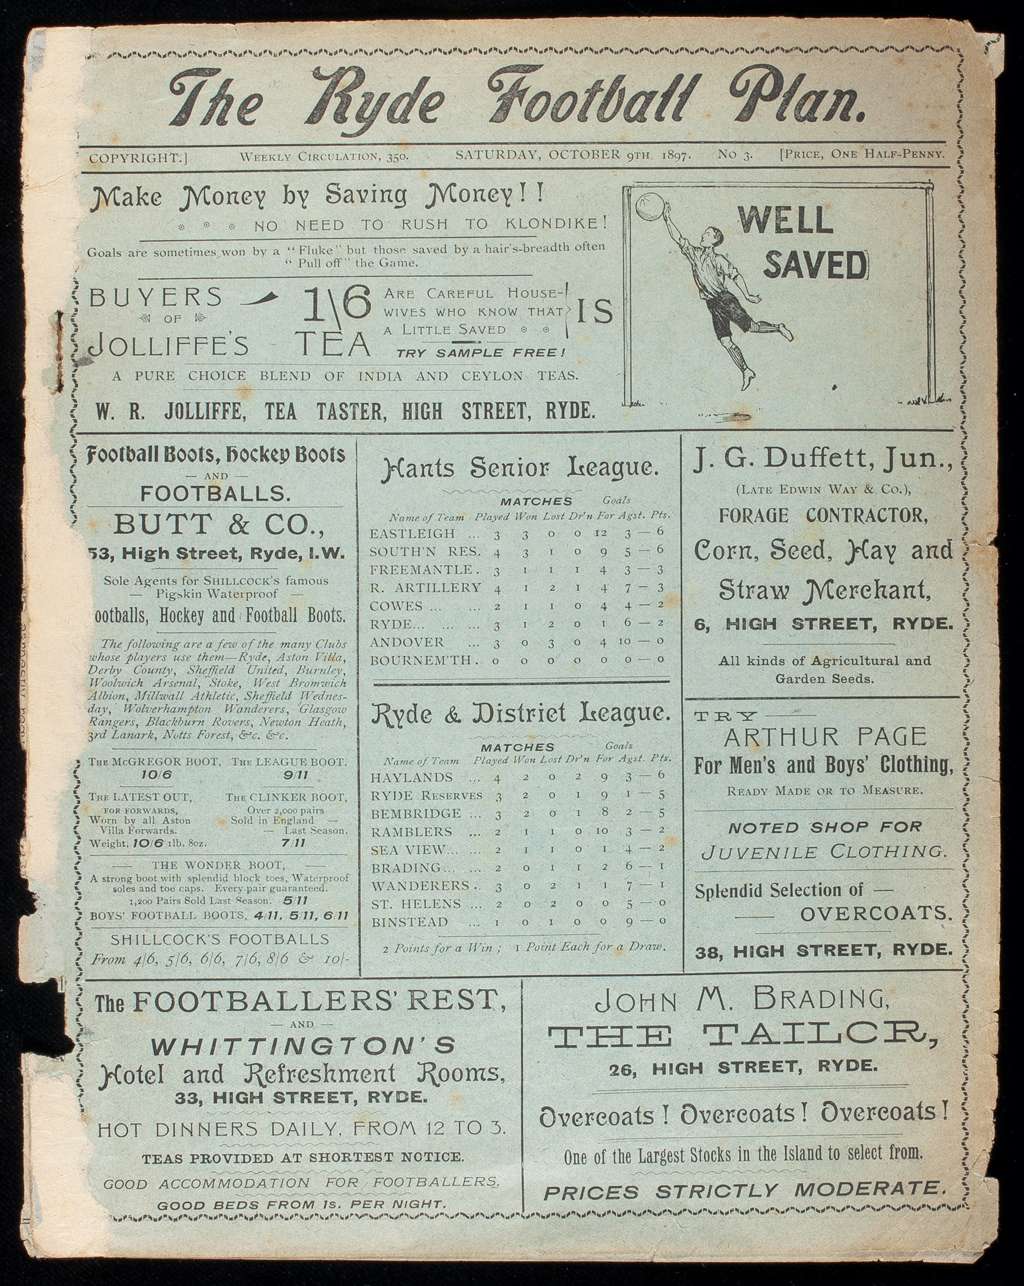 The Ryde Football Plan.
COPYRIGHT.] WEEKLY CIRCULATION, 350. SATURDAY, OCTOBER 9TH 1897. No 3. [PRICE, ONE HALF-PENNY.
Make Money by Saving Money!!
NO NEED TO RUSH TO KLONDIKE!
Goals are sometimes won by a "Fluke" but those saved by a hair's-breadth often
"Pull off" the Game.
BUYERS
OF
JOLLIFFE'S
1\6
TEA
ARE CAREFUL HOUSE-
WIVES WHO KNOW THAT
A LITTLE SAVED
IS
TRY SAMPLE FREE!
A PURE CHOICE BLEND OF INDIA AND CEYLON TEAS.
W. R. JOLLIFFE, TEA TASTER, HIGH STREET, RYDE.
WELL
SAVED
Football Boots, Hockey Boots
— AND —
FOOTBALLS.
BUTT & CO.,
53, High Street, Ryde, I.W.
Sole Agents for SHILLCOCK'S famous
— Pigskin Waterproof —
ootballs, Hockey and Football Boots.
The following are a few of the many Clubs
whose players use them—Ryde, Aston Villa,
Derby County, Sheffield United, Burnley,
Woolwich Arsenal, Stoke, West Bromwich
Albion, Millwall Athletic, Sheffield Wednes-
day, Wolverhampton Wanderers, Glasgow
Rangers, Blackburn Rovers, Newton Heath,
3rd Lanark, Notts Forest, &c. &c.
THE MCGREGOR BOOT, THE LEAGUE BOOT.
10/6 9/11
THE LATEST OUT, THE CLINKER BOOT,
FOR FORWARDS, Over 2,000 pairs
Worn by all Aston Sold in England —
Villa Forwards. — Last Season.
Weight, 10/6 1lb. 8oz. 7/11
THE WONDER BOOT,
A strong boot with splendid block toes, Waterproof
soles and toe caps. Every pair guaranteed.
1,200 Pairs Sold Last Season. 5/11
BOYS' FOOTBALL BOOTS, 4/11, 5/11, 6/11
SHILLCOCK'S FOOTBALLS
From 4/6, 5/6, 6/6, 7/6, 8/6 & 10/-
Hants Senior League.
MATCHES Goals
Name of Team Played Won Lost Dr'n For Agst. Pts.
EASTLEIGH ... 3 3 0 0 12 3 — 6
SOUTH'N RES. 4 3 1 0 9 5 — 6
FREEMANTLE. 3 1 1 1 4 3 — 3
R. ARTILLERY 4 1 2 1 4 7 — 3
COWES ... ... 2 1 1 0 4 4 — 2
RYDE... ... ... 3 1 2 0 1 6 — 2
ANDOVER ... 3 0 3 0 4 10 — 0
BOURNEM'TH. 0 0 0 0 0 0 — 0
Ryde & District League.
MATCHES Goals
Name of Team Played Won Lost Dr'n For Agst. Pts.
HAYLANDS ... 4 2 0 2 9 3 — 6
RYDE RESERVES 3 2 0 1 9 1 — 5
BEMBRIDGE ... 3 2 0 1 8 2 — 5
RAMBLERS ... 2 1 1 0 10 3 — 2
SEA VIEW... ... 2 1 1 0 1 4 — 2
BRADING... ... 2 0 1 1 2 6 — 1
WANDERERS . 3 0 2 1 1 7 — 1
ST. HELENS ... 2 0 2 0 0 5 — 0
BINSTEAD ... 1 0 1 0 0 9 — 0
2 Points for a Win; 1 Point Each for a Draw.
J. G. Duffett, Jun.,
(LATE EDWIN WAY & CO.),
FORAGE CONTRACTOR,
Corn, Seed, Hay and
Straw Merchant,
6, HIGH STREET, RYDE.
All kinds of Agricultural and
Garden Seeds.
TRY —
ARTHUR PAGE
For Men's and Boys' Clothing,
READY MADE OR TO MEASURE.
NOTED SHOP FOR
JUVENILE CLOTHING.
Splendid Selection of —
— OVERCOATS.
38, HIGH STREET, RYDE.
The FOOTBALLERS' REST,
— AND —
WHITTINGTON'S
Hotel and Refreshment Rooms,
33, HIGH STREET, RYDE.
HOT DINNERS DAILY, FROM 12 TO 3.
TEAS PROVIDED AT SHORTEST NOTICE.
GOOD ACCOMMODATION FOR FOOTBALLERS.
GOOD BEDS FROM 1s. PER NIGHT.
JOHN M. BRADING,
THE TAILOR,
26, HIGH STREET, RYDE.
Overcoats! Overcoats! Overcoats!
One of the Largest Stocks in the Island to select from.
PRICES STRICTLY MODERATE.